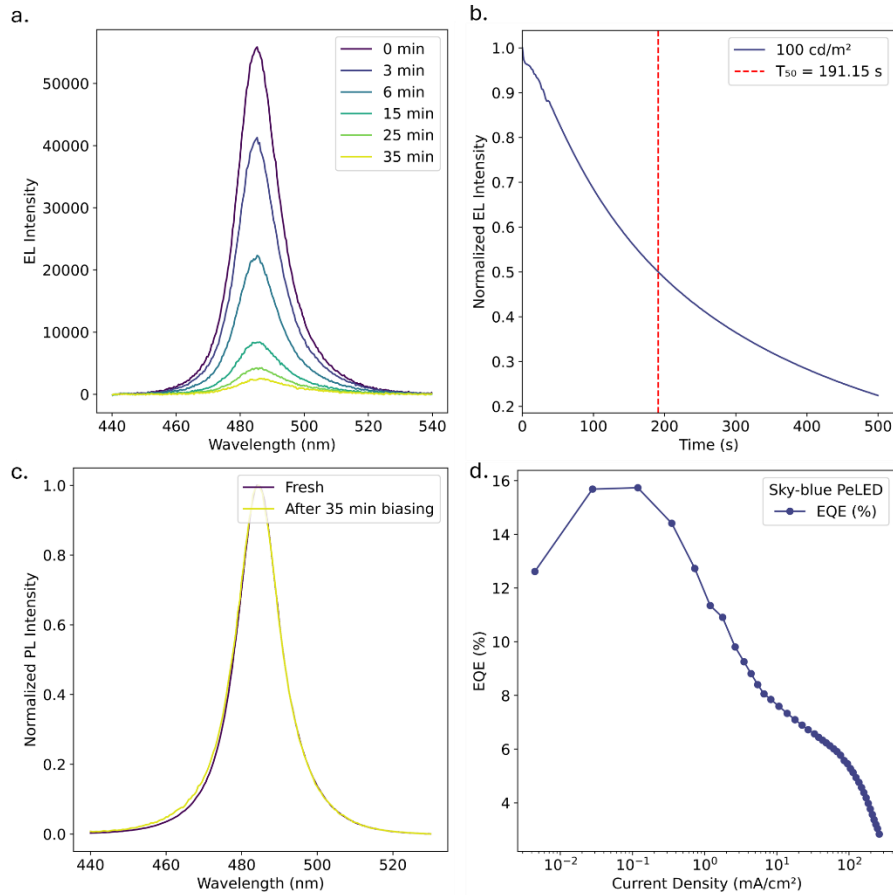 a.
0 min
3 min
6 min
15 min
25 min
35 min
50000
40000
30000
20000
10000
0
EL Intensity
440
460
480
500
520
540
Wavelength (nm)
b.
100 cd/m²
T₅₀ = 191.15 s
1.0
0.9
0.8
0.7
0.6
0.5
0.4
0.3
0.2
Normalized EL Intensity
0
100
200
300
400
500
Time (s)
c.
Fresh
After 35 min biasing
1.0
0.8
0.6
0.4
0.2
0.0
Normalized PL Intensity
440
460
480
500
520
Wavelength (nm)
d.
Sky-blue PeLED
EQE (%)
16
14
12
10
8
6
4
EQE (%)
10⁻²
10⁻¹
10⁰
10¹
10²
Current Density (mA/cm²)